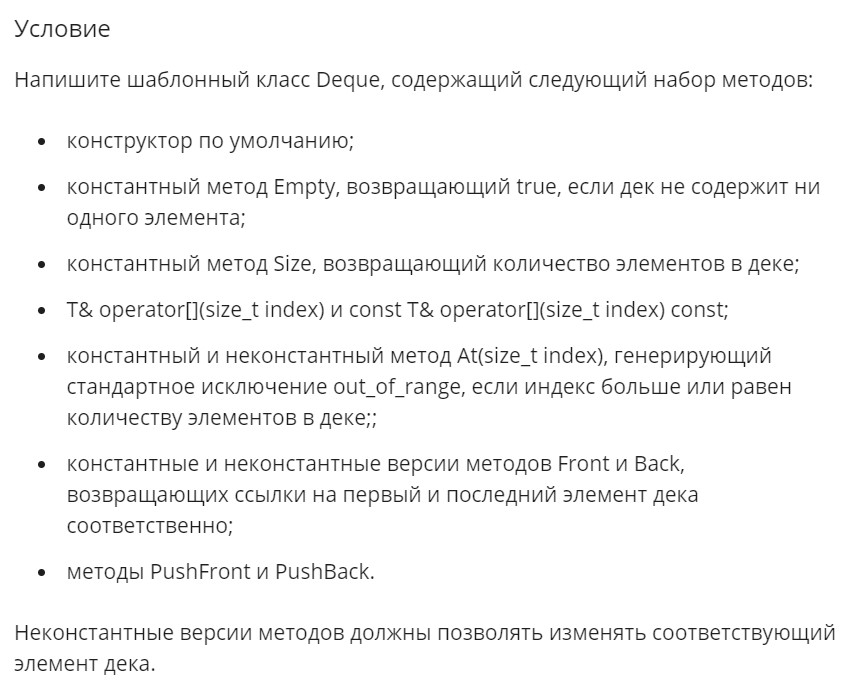 Условие
Напишите шаблонный класс Deque, содержащий следующий набор методов:
• конструктор по умолчанию;
• константный метод Empty, возвращающий true, если дек не содержит ни
одного элемента;
• константный метод Size, возвращающий количество элементов в деке;
• T& operator[](size_t index) и const T& operator[](size_t index) const;
• константный и неконстантный метод At(size_t index), генерирующий
стандартное исключение out_of_range, если индекс больше или равен
количеству элементов в деке;;
• константные и неконстантные версии методов Front и Back,
возвращающих ссылки на первый и последний элемент дека
соответственно;
• методы PushFront и PushBack.
Неконстантные версии методов должны позволять изменять соответствующий
элемент дека.